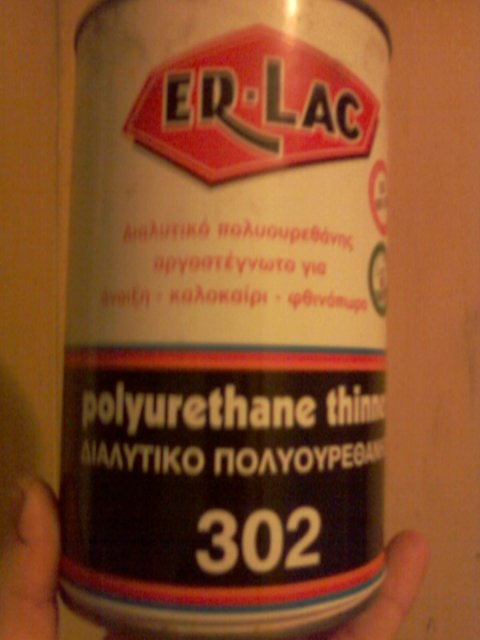 ER-LAC
Διαλυτικό πολυουρεθάνης
αργοστέγνωτο για
άνοιξη - καλοκαίρι - φθινόπωρο
polyurethane thinne
ΔΙΑΛΥΤΙΚΟ ΠΟΛΥΟΥΡΕΘΑΝ
302